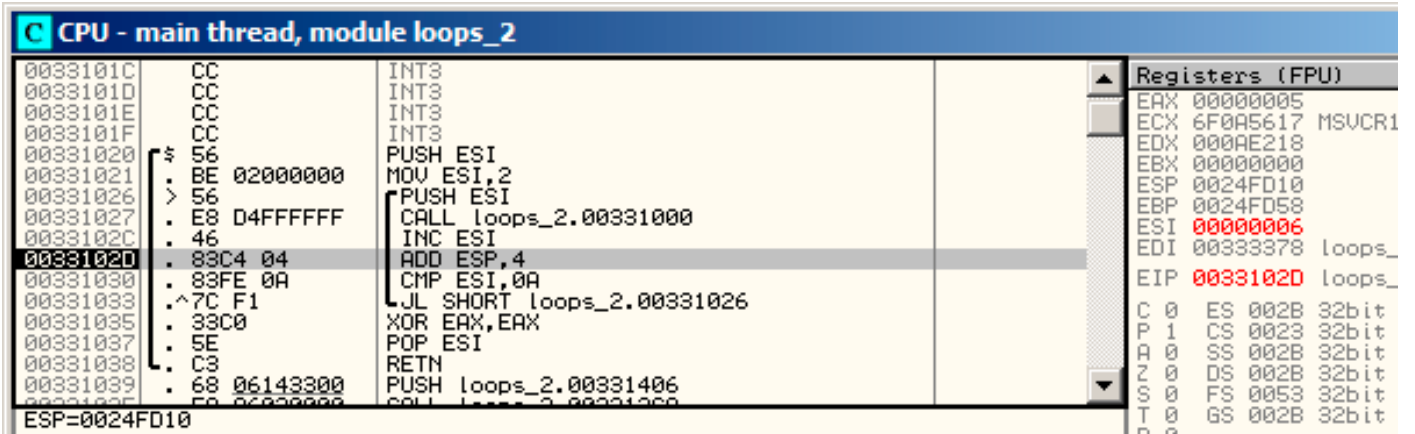 C CPU - main thread, module loops_2
0033101C CC INT3
0033101D CC INT3
0033101E CC INT3
0033101F CC INT3
00331020 $ 56 PUSH ESI
00331021 . BE 02000000 MOV ESI,2
00331026 > 56 PUSH ESI
00331027 . E8 D4FFFFFF CALL loops_2.00331000
0033102C . 46 INC ESI
0033102D . 83C4 04 ADD ESP,4
00331030 . 83FE 0A CMP ESI,0A
00331033 .^7C F1 JL SHORT loops_2.00331026
00331035 . 33C0 XOR EAX,EAX
00331037 . 5E POP ESI
00331038 . C3 RETN
00331039 . 68 06143300 PUSH loops_2.00331406
ESP=0024FD10
Registers (FPU)
EAX 00000005
ECX 6F0A5617 MSVCR1
EDX 000AE218
EBX 00000000
ESP 0024FD10
EBP 0024FD58
ESI 00000006
EDI 00333378 loops_
EIP 0033102D loops_
C 0 ES 002B 32bit
P 1 CS 0023 32bit
A 0 SS 002B 32bit
Z 0 DS 002B 32bit
S 0 FS 0053 32bit
T 0 GS 002B 32bit